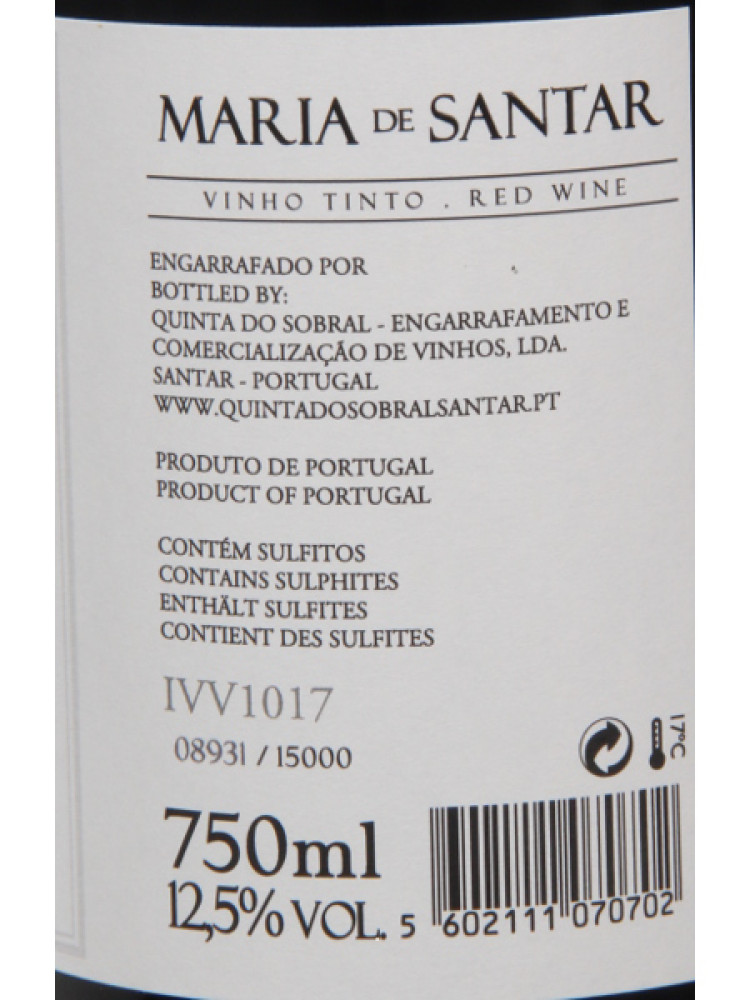 MARIA DE SANTAR
VINHO TINTO . RED WINE
ENGARRAFADO POR
BOTTLED BY:
QUINTA DO SOBRAL - ENGARRAFAMENTO E
COMERCIALIZAÇÃO DE VINHOS, LDA.
SANTAR - PORTUGAL
WWW.QUINTADOSOBRALSANTAR.PT
PRODUTO DE PORTUGAL
PRODUCT OF PORTUGAL
CONTÉM SULFITOS
CONTAINS SULPHITES
ENTHÄLT SULFITES
CONTIENT DES SULFITES
IVV1017
08931 / 15000
17ºC
750ml
12,5% VOL.
5 602111 070702